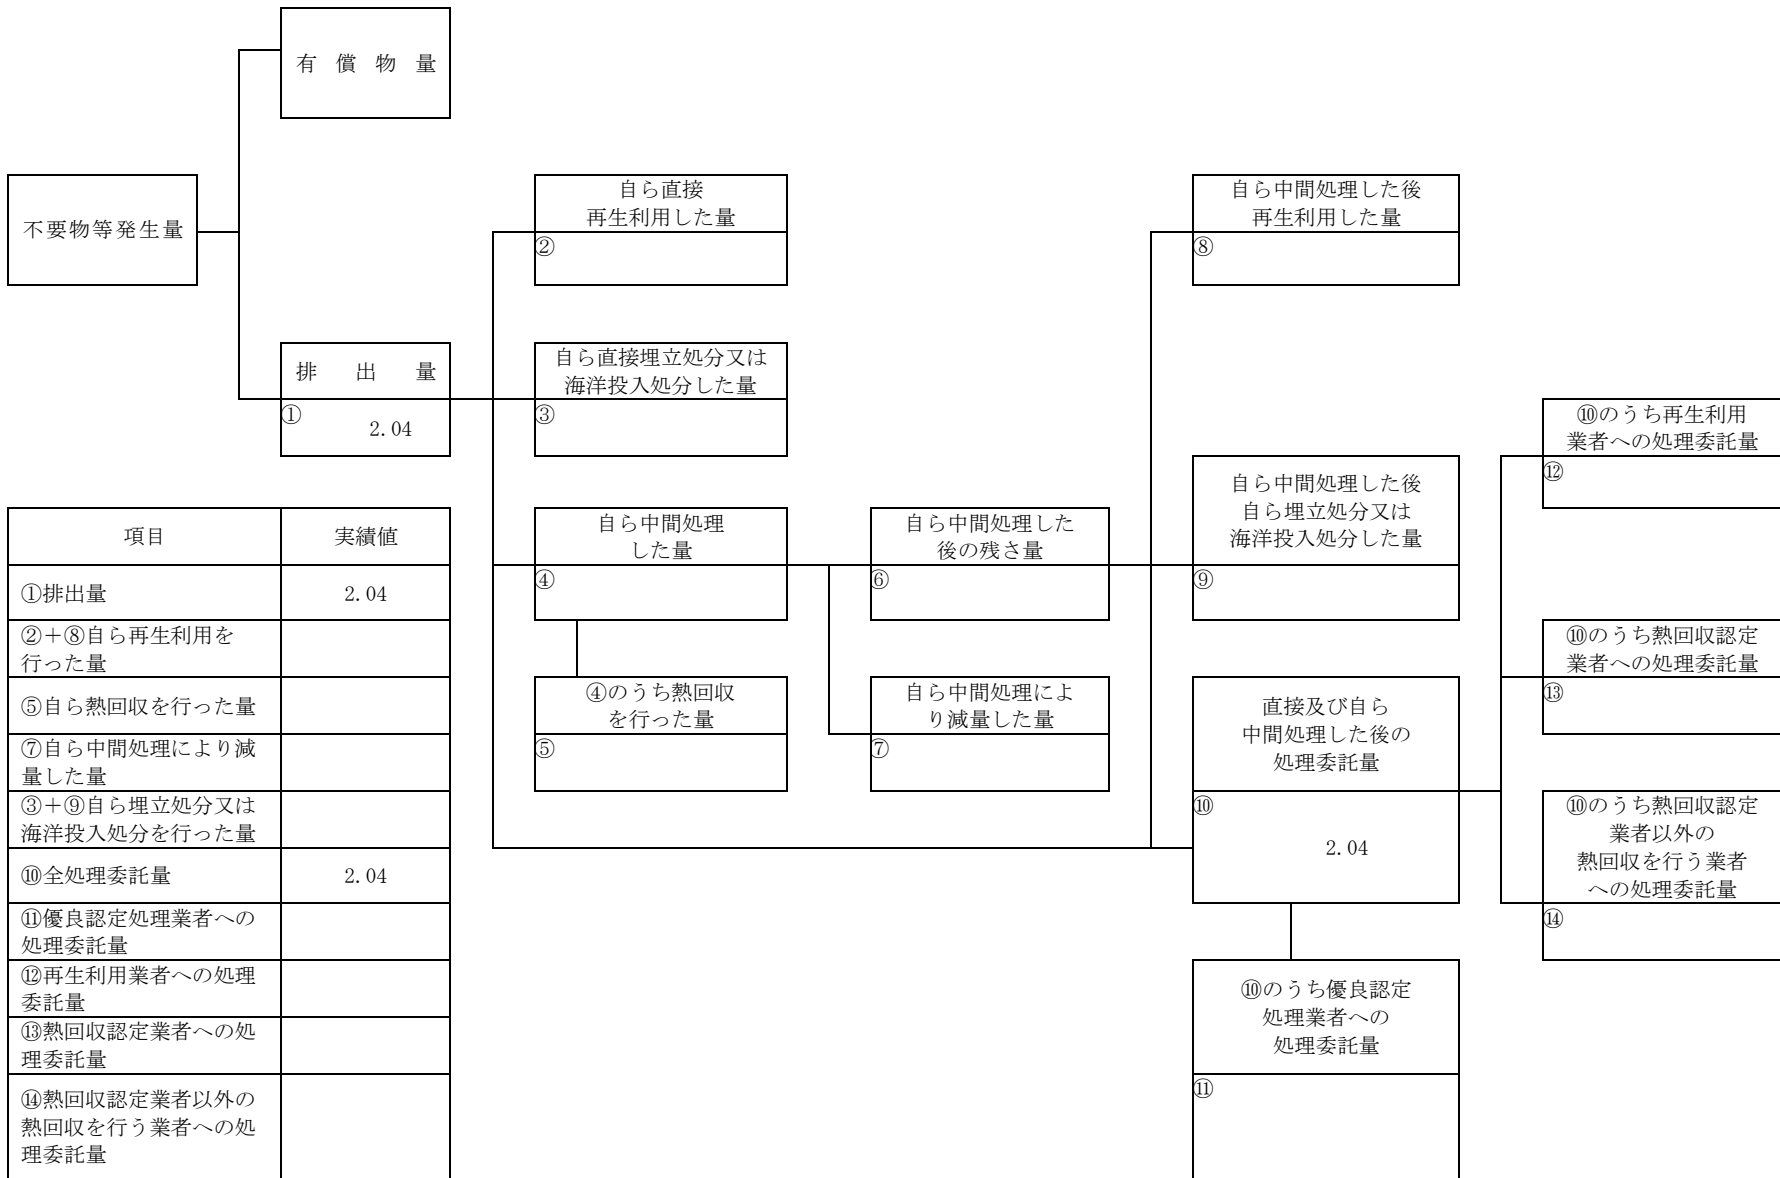 有償物量
不要物等発生量
自ら直接
再生利用した量
②
自ら中間処理した後
再生利用した量
⑧
排出量
①
2.04
自ら直接埋立処分又は
海洋投入処分した量
③
⑩のうち再生利用
業者への処理委託量
⑫
自ら中間処理した後
自ら埋立処分又は
海洋投入処分した量
⑨
自ら中間処理
した量
④
自ら中間処理した
後の残さ量
⑥
⑩のうち熱回収認定
業者への処理委託量
⑬
④のうち熱回収
を行った量
⑤
自ら中間処理によ
り減量した量
⑦
直接及び自ら
中間処理した後の
処理委託量
⑩
2.04
⑩のうち熱回収認定
業者以外の
熱回収を行う業者
への処理委託量
⑭
⑩のうち優良認定
処理業者への
処理委託量
⑪
項目 実績値
①排出量 2.04
②＋⑧自ら再生利用を
行った量
⑤自ら熱回収を行った量
⑦自ら中間処理により減
量した量
③＋⑨自ら埋立処分又は
海洋投入処分を行った量
⑩全処理委託量 2.04
⑪優良認定処理業者への
処理委託量
⑫再生利用業者への処理
委託量
⑬熱回収認定業者への処
理委託量
⑭熱回収認定業者以外の
熱回収を行う業者への処
理委託量